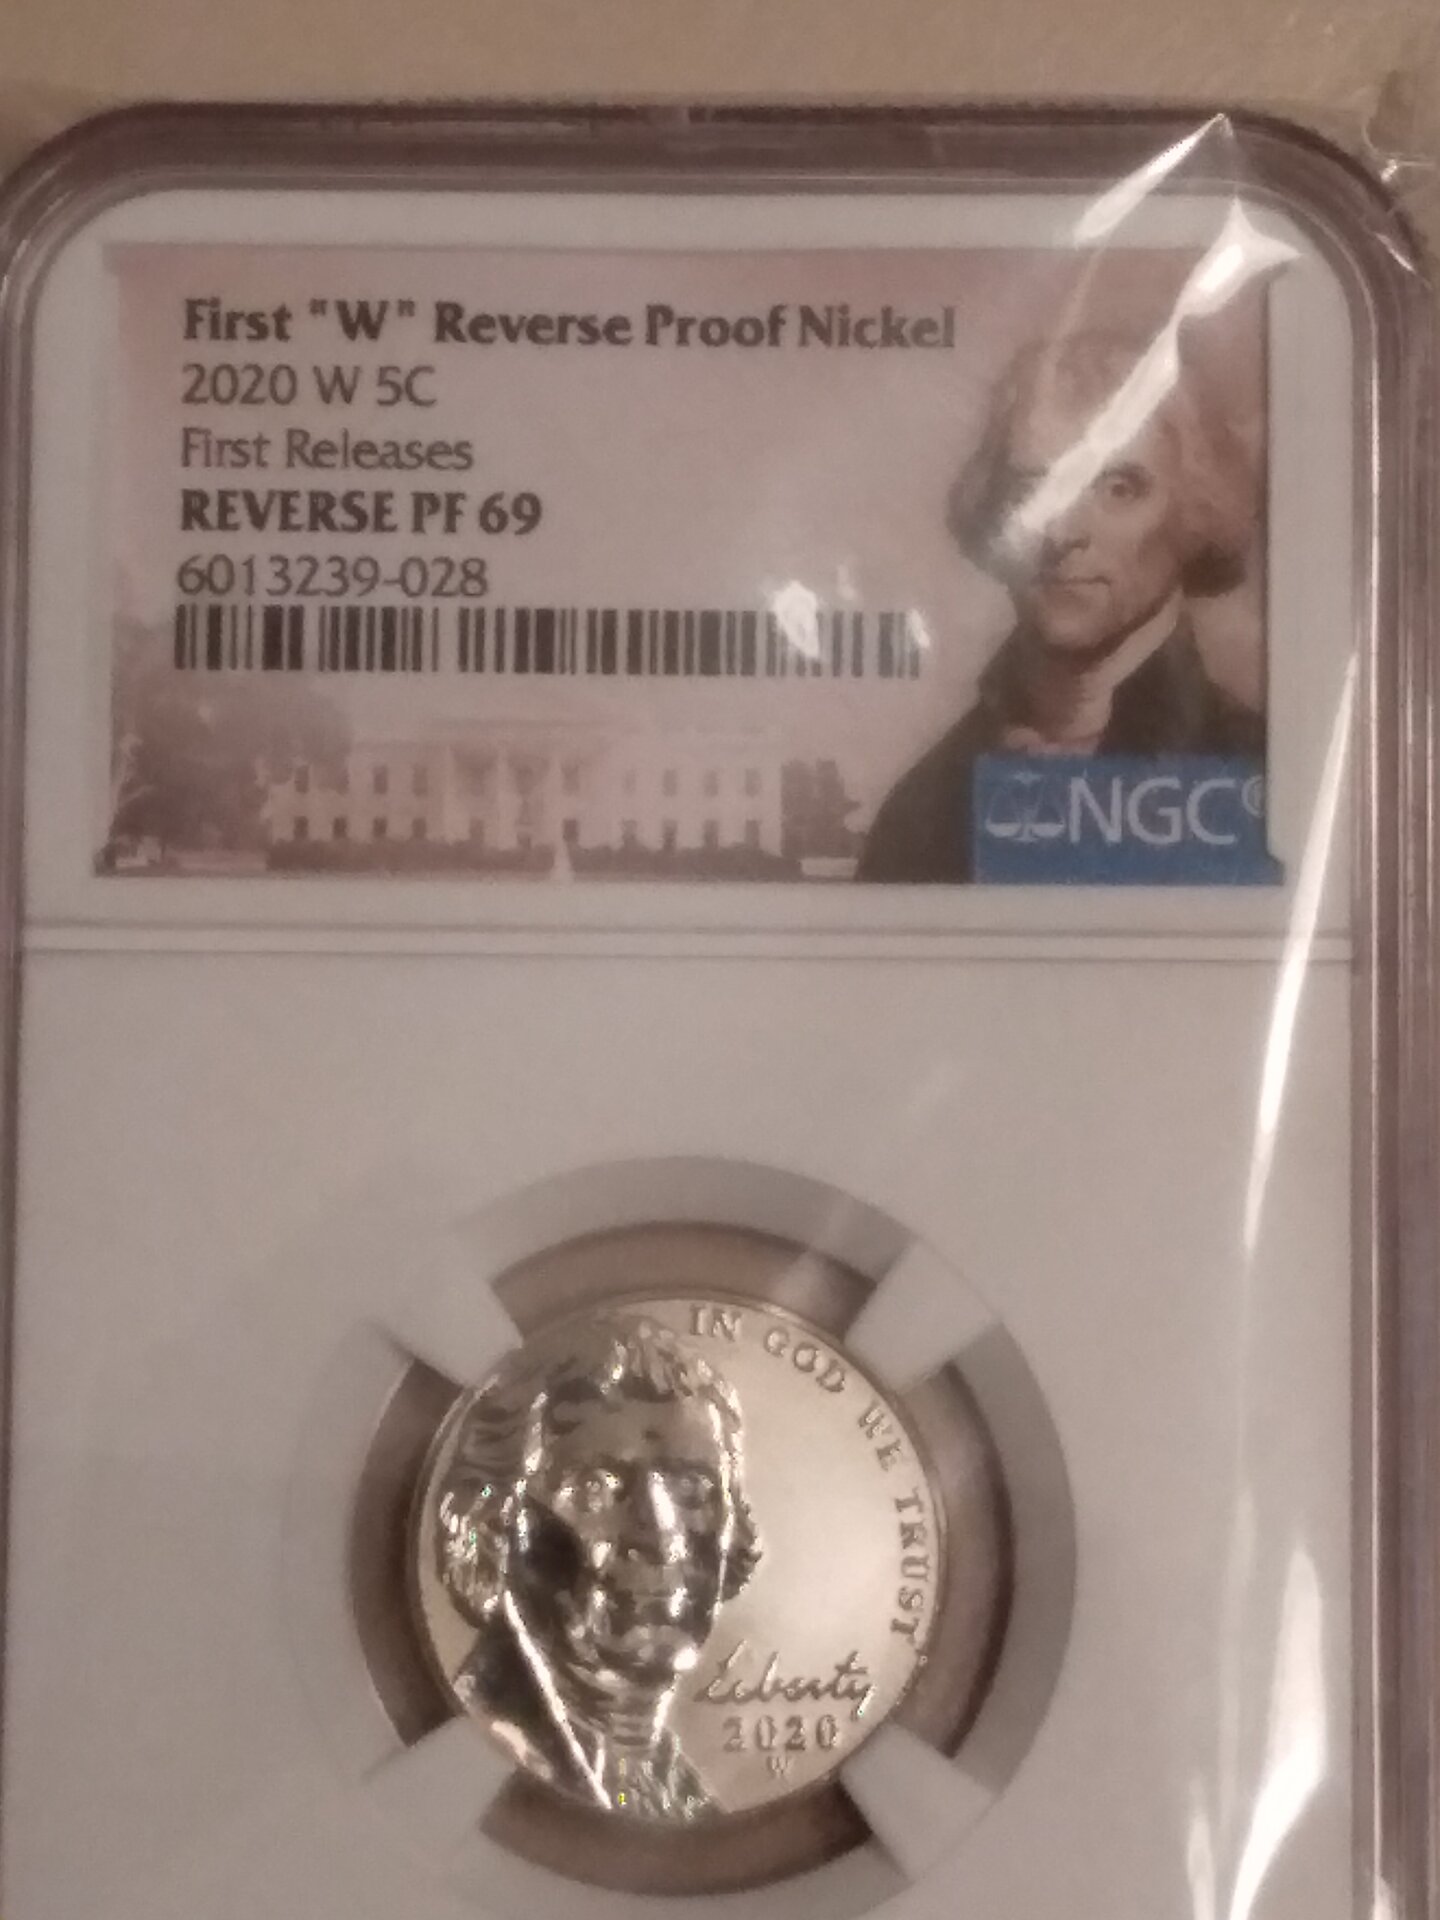 First "W" Reverse Proof Nickel
2020 W 5C
First Releases
REVERSE PF 69
6013239-028
NGC®
IN GOD WE TRUST
Liberty
2020
W